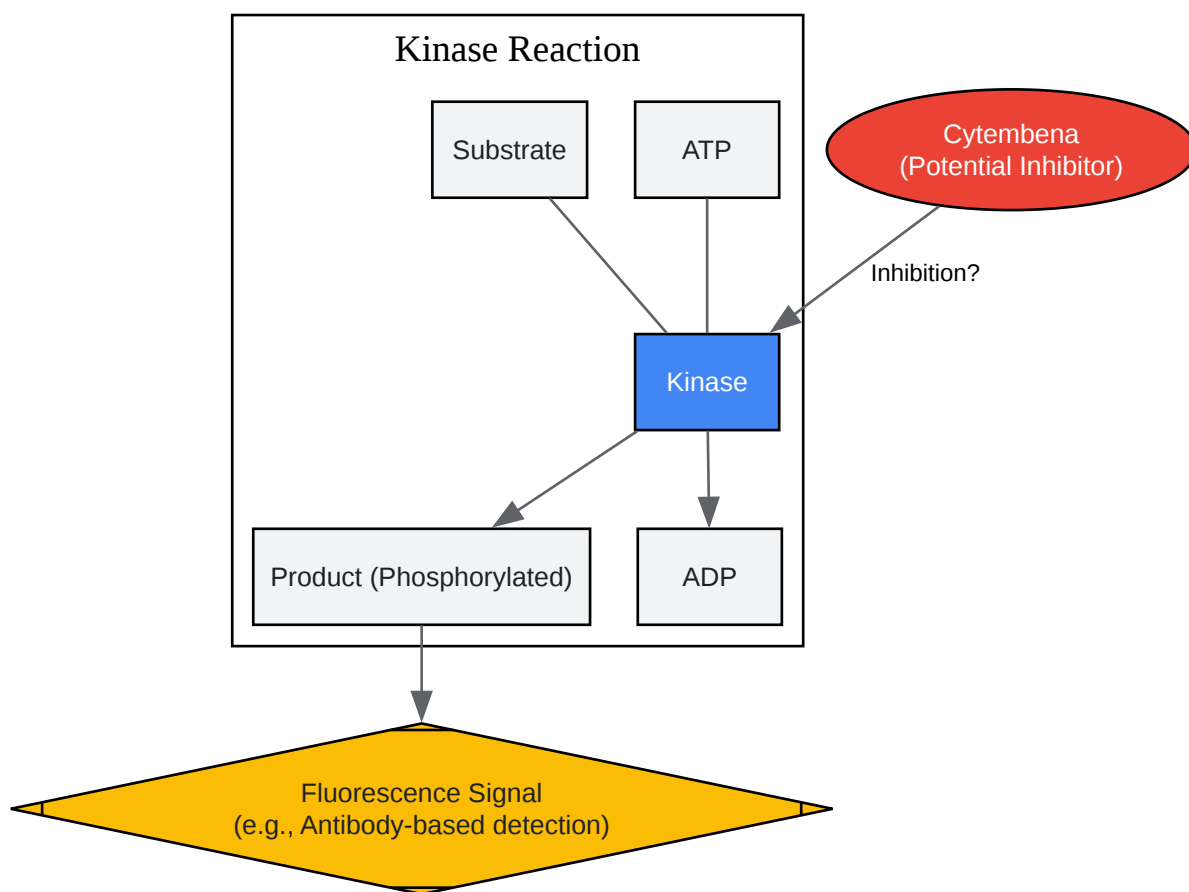 Kinase Reaction
Substrate
ATP
Cytembena
(Potential Inhibitor)
Inhibition?
Kinase
Product (Phosphorylated)
ADP
Fluorescence Signal
(e.g., Antibody-based detection)